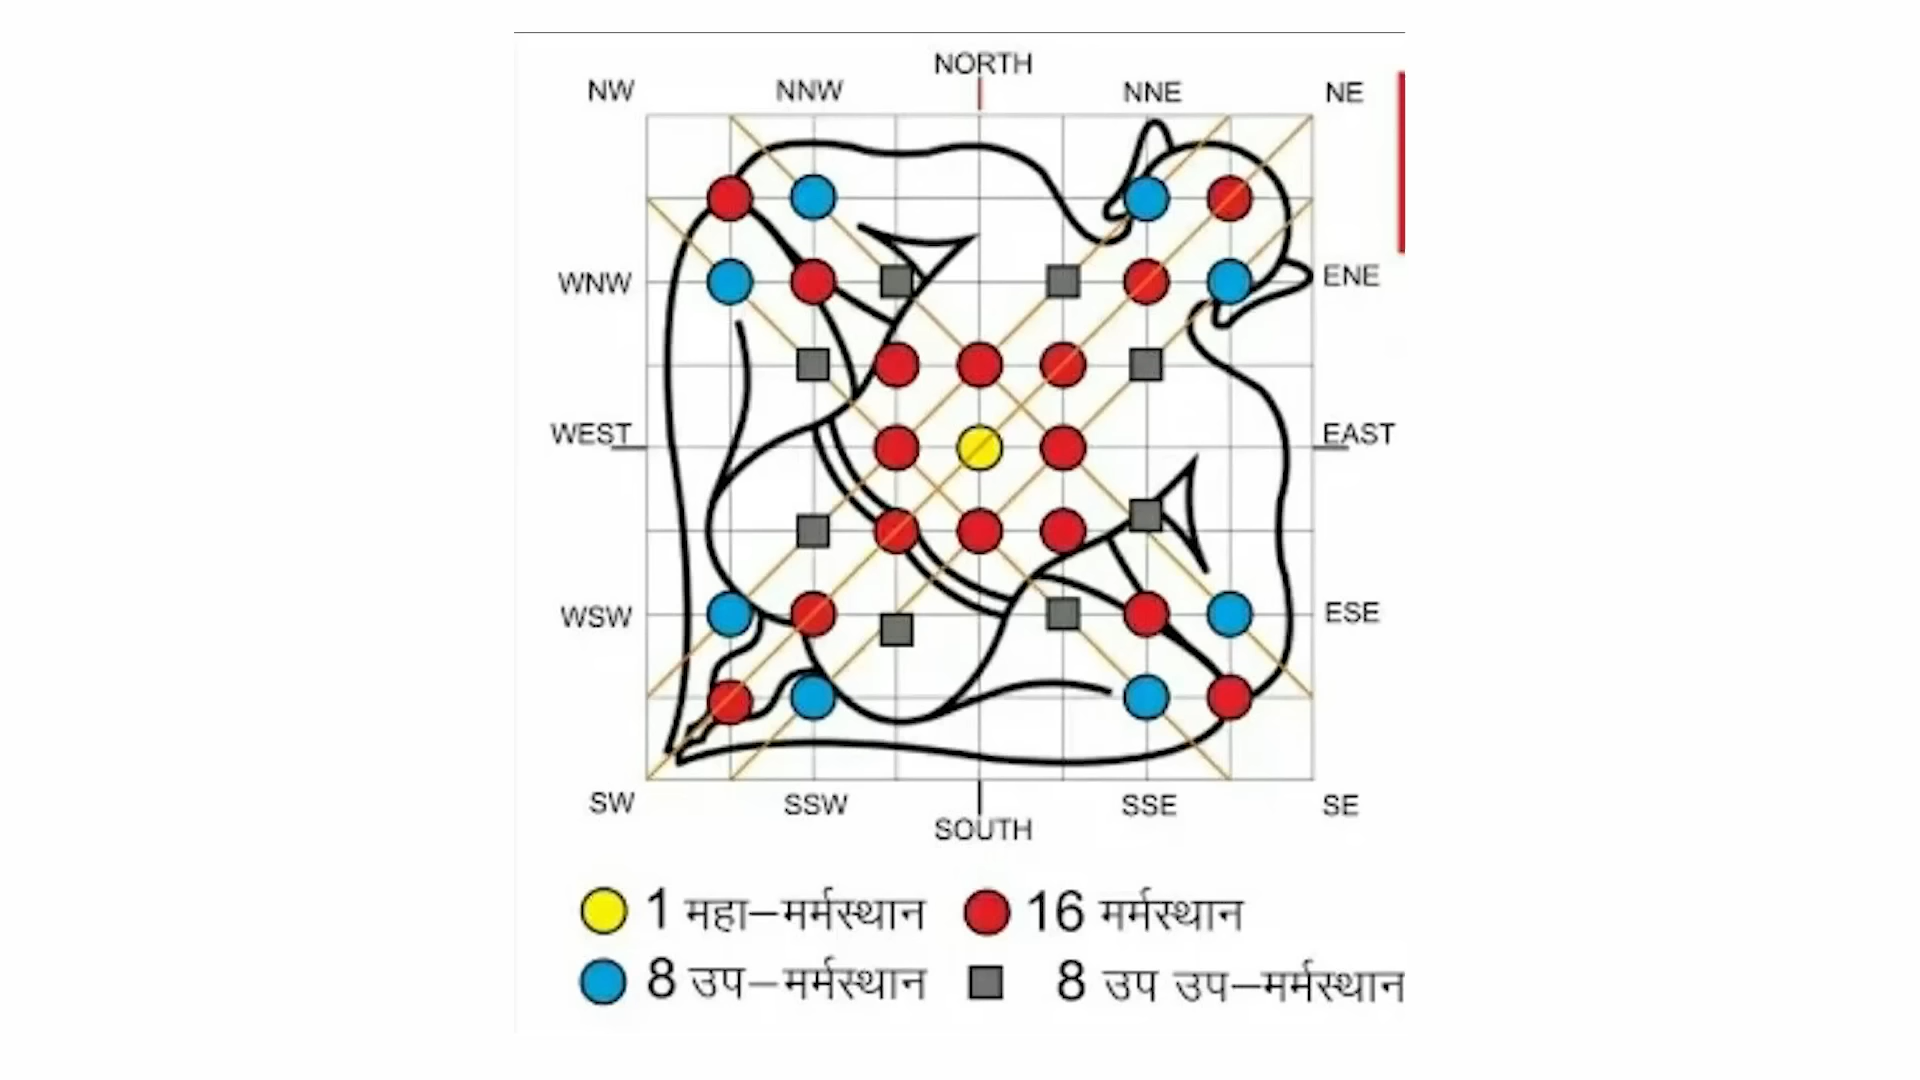 NORTH
NW NNW NNE NE
WNW ENE
WEST EAST
WSW ESE
SW SSW SSE SE
SOUTH
1 महा–मर्मस्थान 16 मर्मस्थान
8 उप–मर्मस्थान 8 उप उप–मर्मस्थान